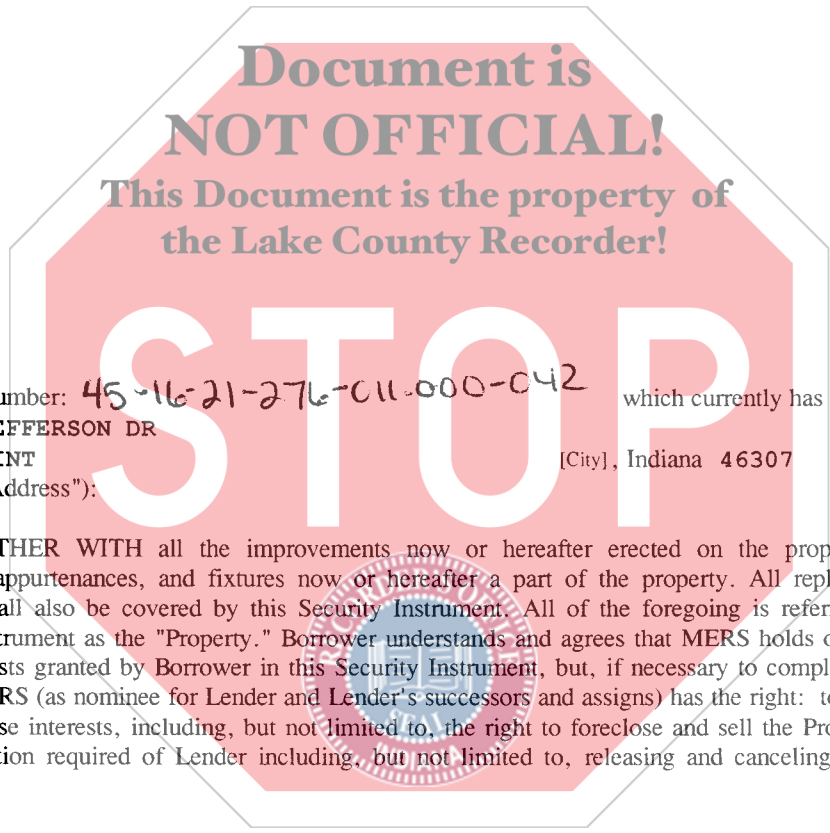 Document is
NOT OFFICIAL!
This Document is the property of
the Lake County Recorder!
STOP
umber: 45-16-21-276-011.000-042 which currently has
EFFERSON DR
INT [City], Indiana 46307
Address"):
THER WITH all the improvements now or hereafter erected on the prop
appurtenances, and fixtures now or hereafter a part of the property. All repl
all also be covered by this Security Instrument. All of the foregoing is refer
trument as the "Property." Borrower understands and agrees that MERS holds o
sts granted by Borrower in this Security Instrument, but, if necessary to compl
RS (as nominee for Lender and Lender's successors and assigns) has the right: to
se interests, including, but not limited to, the right to foreclose and sell the Pro
tion required of Lender including, but not limited to, releasing and canceling
RECORDER'S OFFICE
SEAL
INDIANA